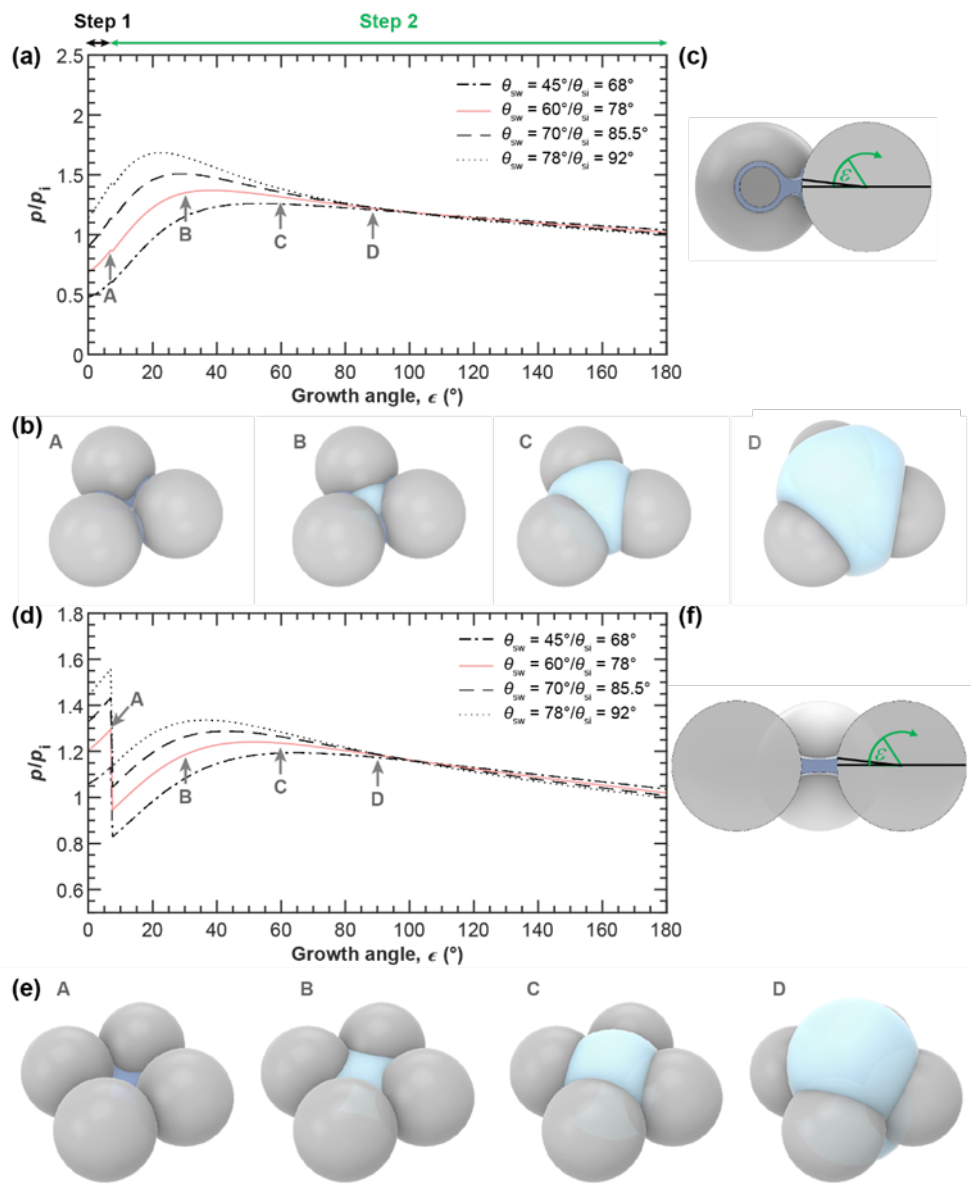 Step 1
Step 2
(a)
2.5
2
1.5
1
0.5
0
p/pᵢ
θsw = 45°/θsi = 68°
θsw = 60°/θsi = 78°
θsw = 70°/θsi = 85.5°
θsw = 78°/θsi = 92°
A
B
C
D
0 20 40 60 80 100 120 140 160 180
Growth angle, ϵ (°)
(c)
ε
(b)
A
B
C
D
(d)
1.8
1.6
1.4
1.2
1
0.8
0.6
p/pᵢ
θsw = 45°/θsi = 68°
θsw = 60°/θsi = 78°
θsw = 70°/θsi = 85.5°
θsw = 78°/θsi = 92°
A
B
C
D
0 20 40 60 80 100 120 140 160 180
Growth angle, ϵ (°)
(f)
ε
(e)
A
B
C
D